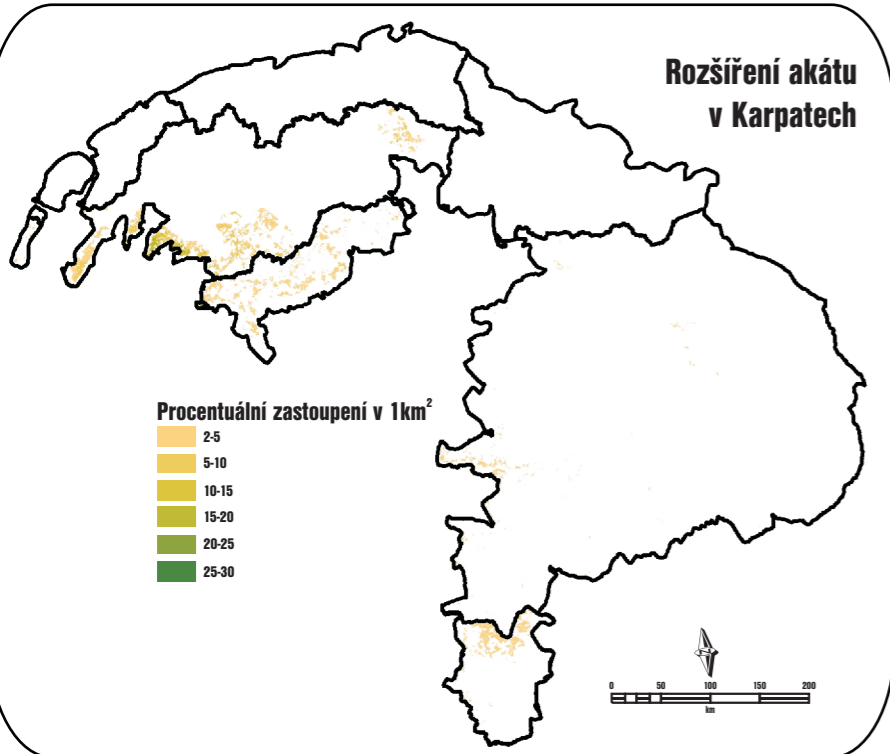 Rozšíření akátu
v Karpatech
Procentuální zastoupení v 1km²
2-5
5-10
10-15
15-20
20-25
25-30
0 50 100 150 200
km